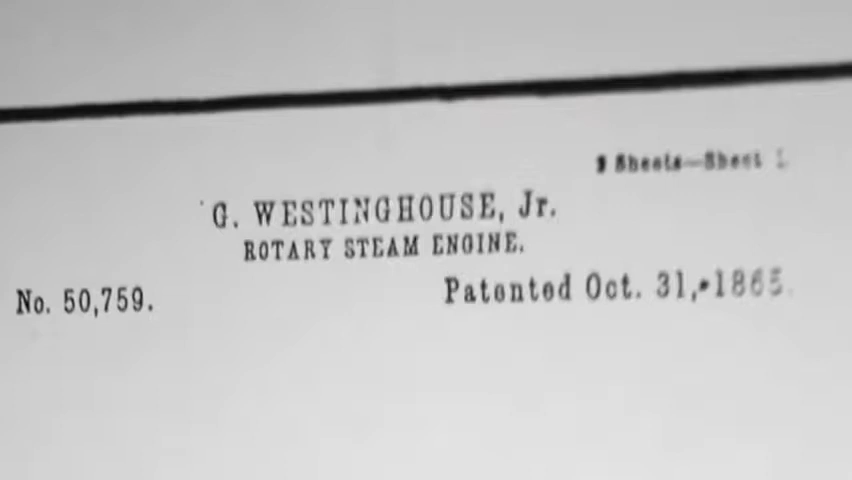 Sheets—Sheet 1
G. WESTINGHOUSE, Jr.
ROTARY STEAM ENGINE.
No. 50,759. Patented Oct. 31, 1865.